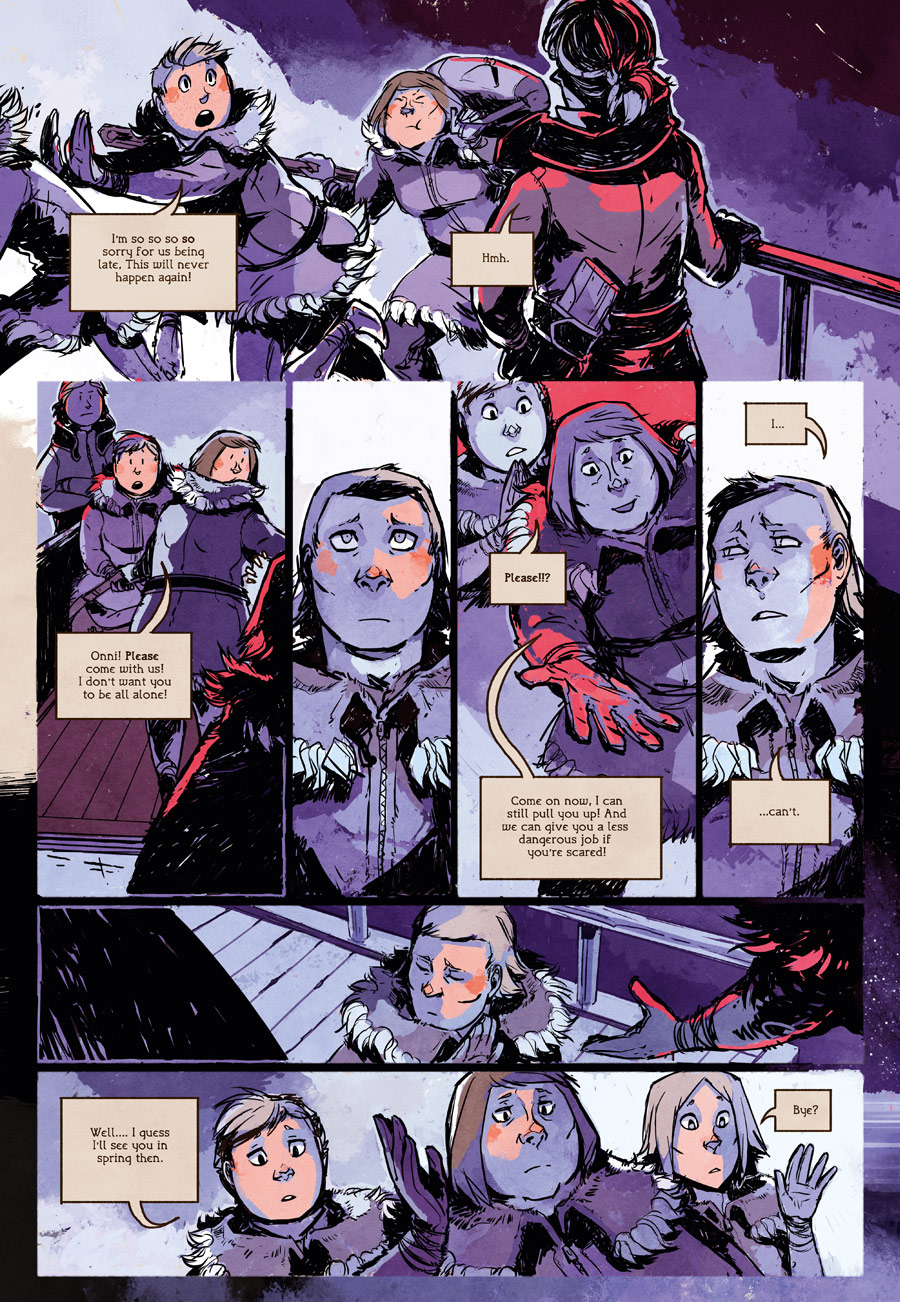 I'm so so so so
sorry for us being
late, This will never
happen again!
Hmh.
Onni! Please
come with us!
I don't want you
to be all alone!
Please!!?
Come on now, I can
still pull you up! And
we can give you a less
dangerous job if
you're scared!
I...
...can't.
Well.... I guess
I'll see you in
spring then.
Bye?